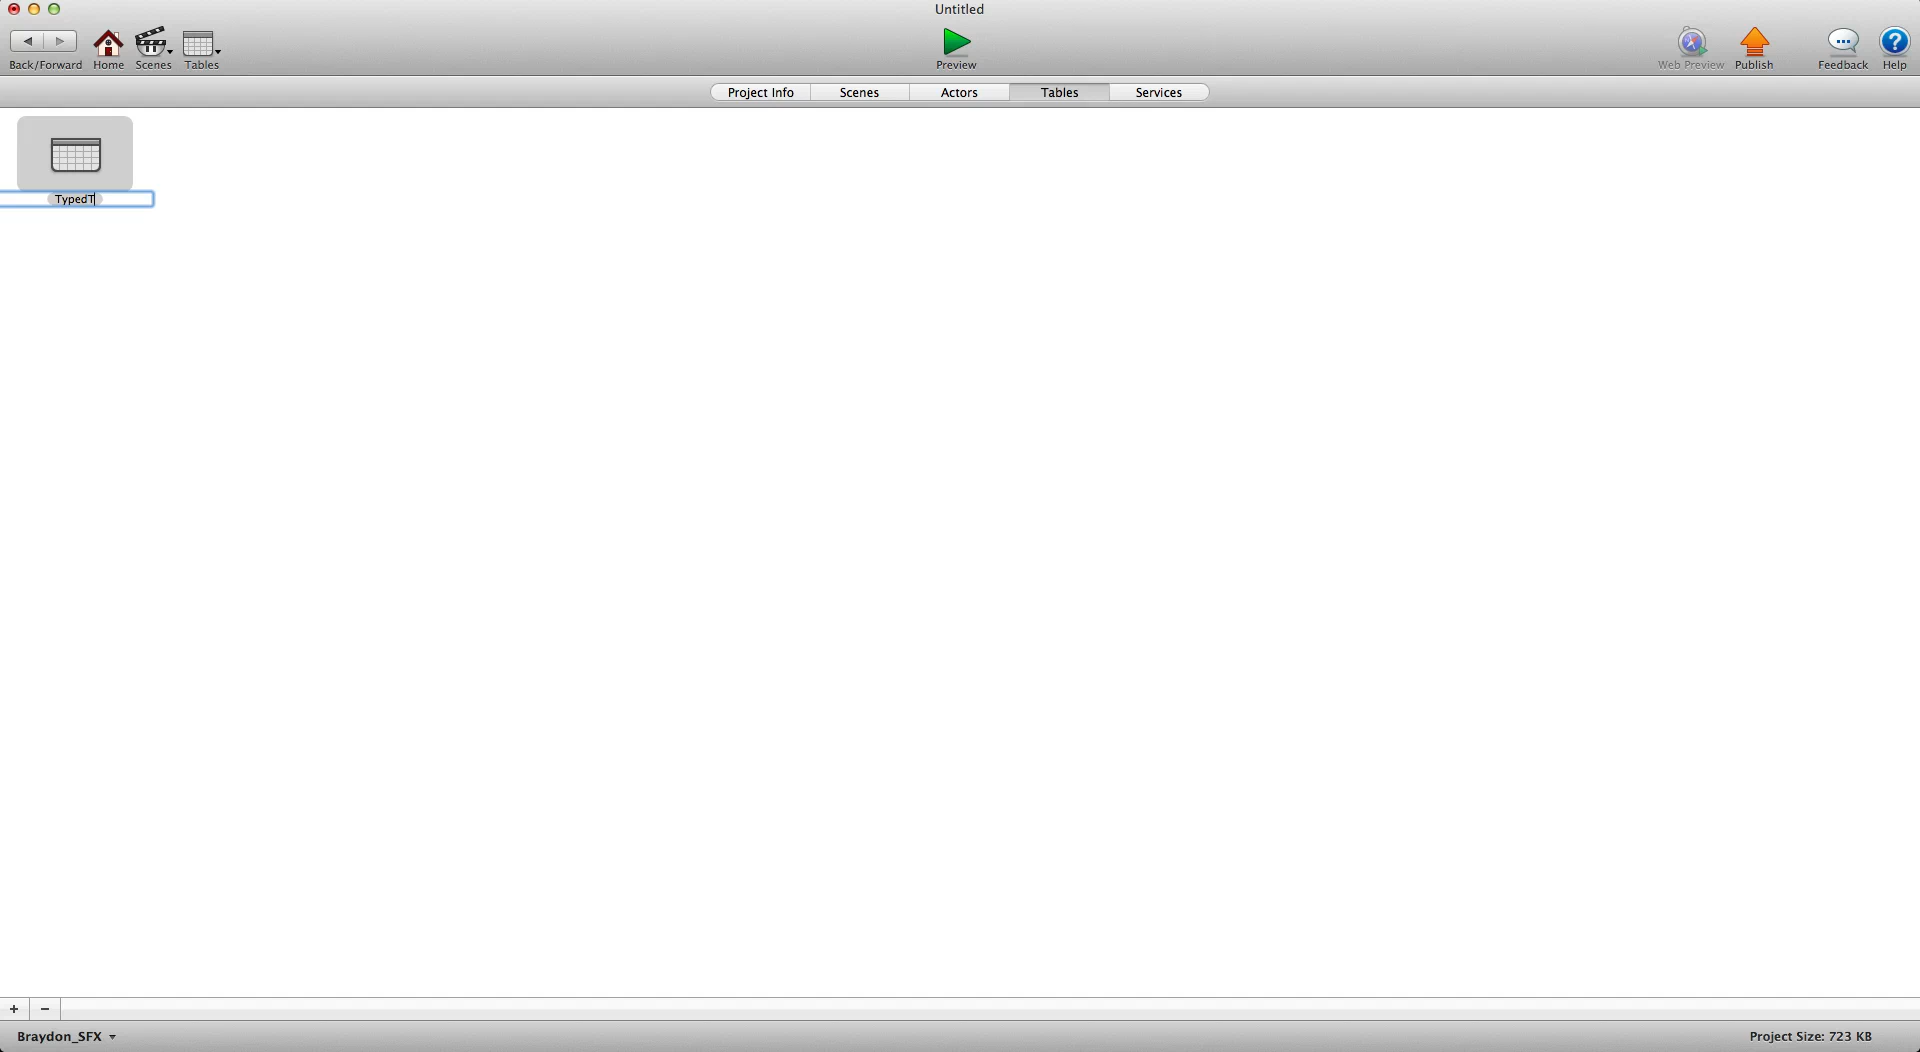 Untitled
Back/Forward Home Scenes Tables Preview Web Preview Publish Feedback Help
Project Info Scenes Actors Tables Services
TypedT
+ −
Braydon_SFX Project Size: 723 KB